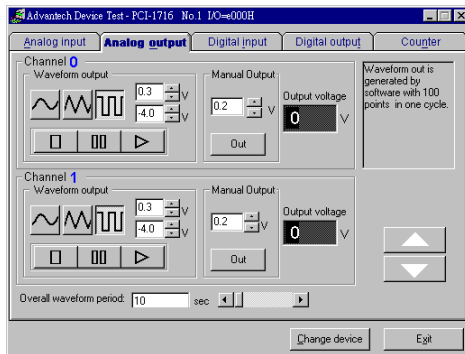 Advantech Device Test - PCI-1716 No.1 I/O=e000H
Analog input
Analog output
Digital input
Digital output
Counter
Channel 0
Waveform output
0.3 V
-4.0 V
Manual Output
0.2 V
Out
Output voltage
0 V
Waveform out is
generated by
software with 100
points in one cycle.
Channel 1
Waveform output
0.3 V
-4.0 V
Manual Output
0.2 V
Out
Output voltage
0 V
Overall waveform period: 10 sec
Change device
Exit